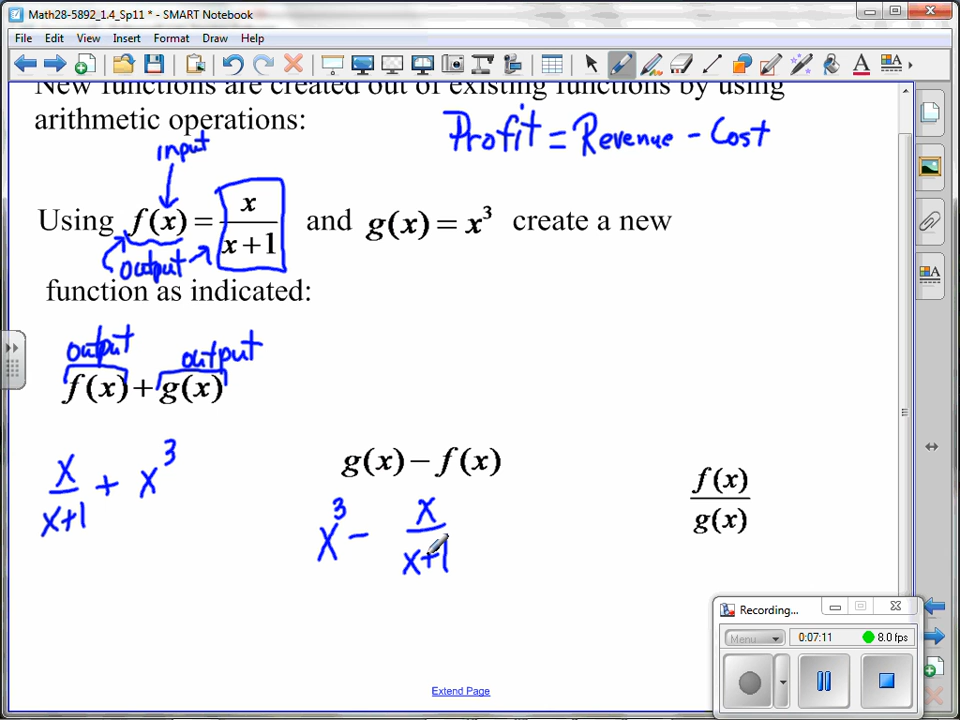 Math28-5892_1.4_Sp11 * - SMART Notebook
File Edit View Insert Format Draw Help
New functions are created out of existing functions by using
arithmetic operations:
Profit = Revenue - Cost
input
Using f(x) = x/(x+1) and g(x) = x³ create a new
output
function as indicated:
output output
f(x) + g(x)
x/(x+1) + x³
g(x) − f(x)
x³ − x/(x+1)
f(x)/g(x)
Recording...
Menu 0:07:11 8.0 fps
Extend Page